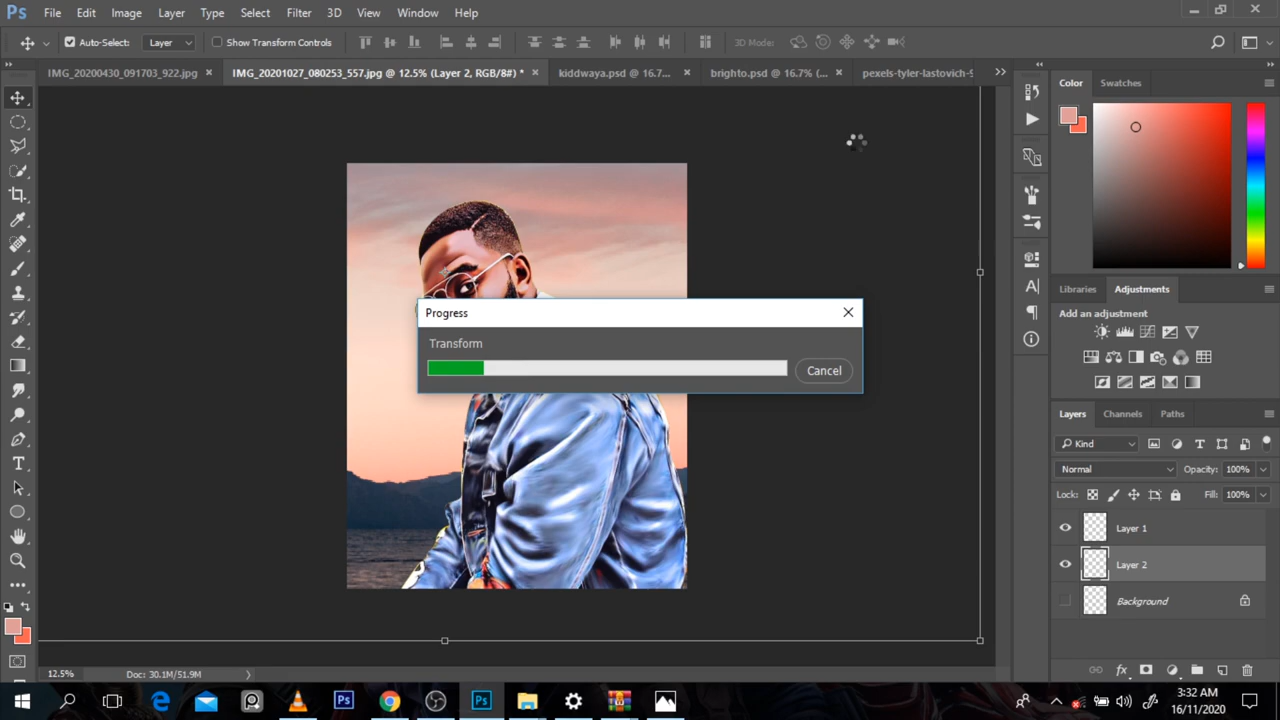 Ps File Edit Image Layer Type Select Filter 3D View Window Help
Auto-Select: Layer Show Transform Controls 3D Mode:
IMG_20200430_091703_922.jpg × IMG_20201027_080253_557.jpg @ 12.5% (Layer 2, RGB/8#) * × kiddwaya.psd @ 16.7... × brighto.psd @ 16.7% (... × pexels-tyler-lastovich-9
Color Swatches
Progress
Transform
Cancel
Libraries Adjustments
Add an adjustment
Layers Channels Paths
Kind
Normal Opacity: 100%
Lock: Fill: 100%
Layer 1
Layer 2
Background
12.5% Doc: 30.1M/51.9M
3:32 AM
16/11/2020